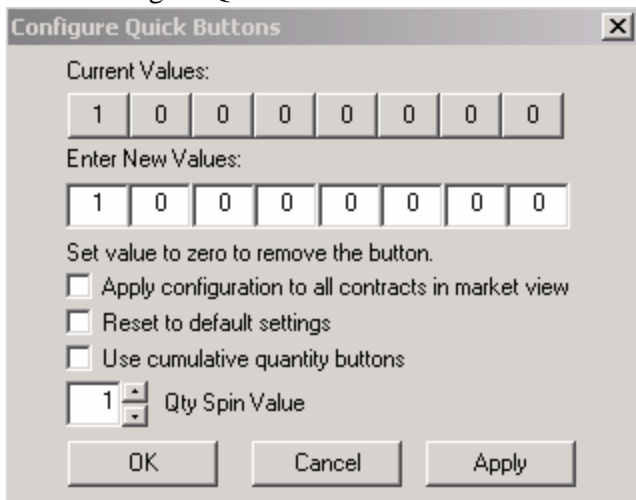 Configure Quick Buttons
Current Values:
1 0 0 0 0 0 0 0
Enter New Values:
1 0 0 0 0 0 0 0
Set value to zero to remove the button.
Apply configuration to all contracts in market view
Reset to default settings
Use cumulative quantity buttons
1 Qty Spin Value
OK Cancel Apply